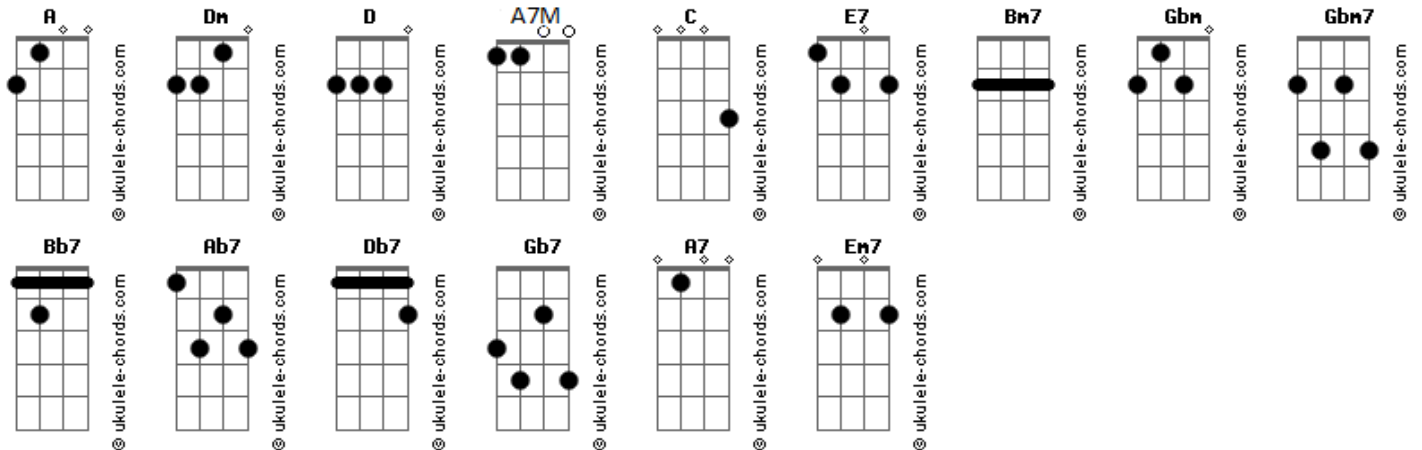 A Dm D A7M C E7 Bm7 Gbm Gbm7
© ukulele-chords.com © ukulele-chords.com © ukulele-chords.com © ukulele-chords.com © ukulele-chords.com © ukulele-chords.com © ukulele-chords.com © ukulele-chords.com © ukulele-chords.com
Bb7 Ab7 Db7 Gb7 A7 Em7
© ukulele-chords.com © ukulele-chords.com © ukulele-chords.com © ukulele-chords.com © ukulele-chords.com © ukulele-chords.com